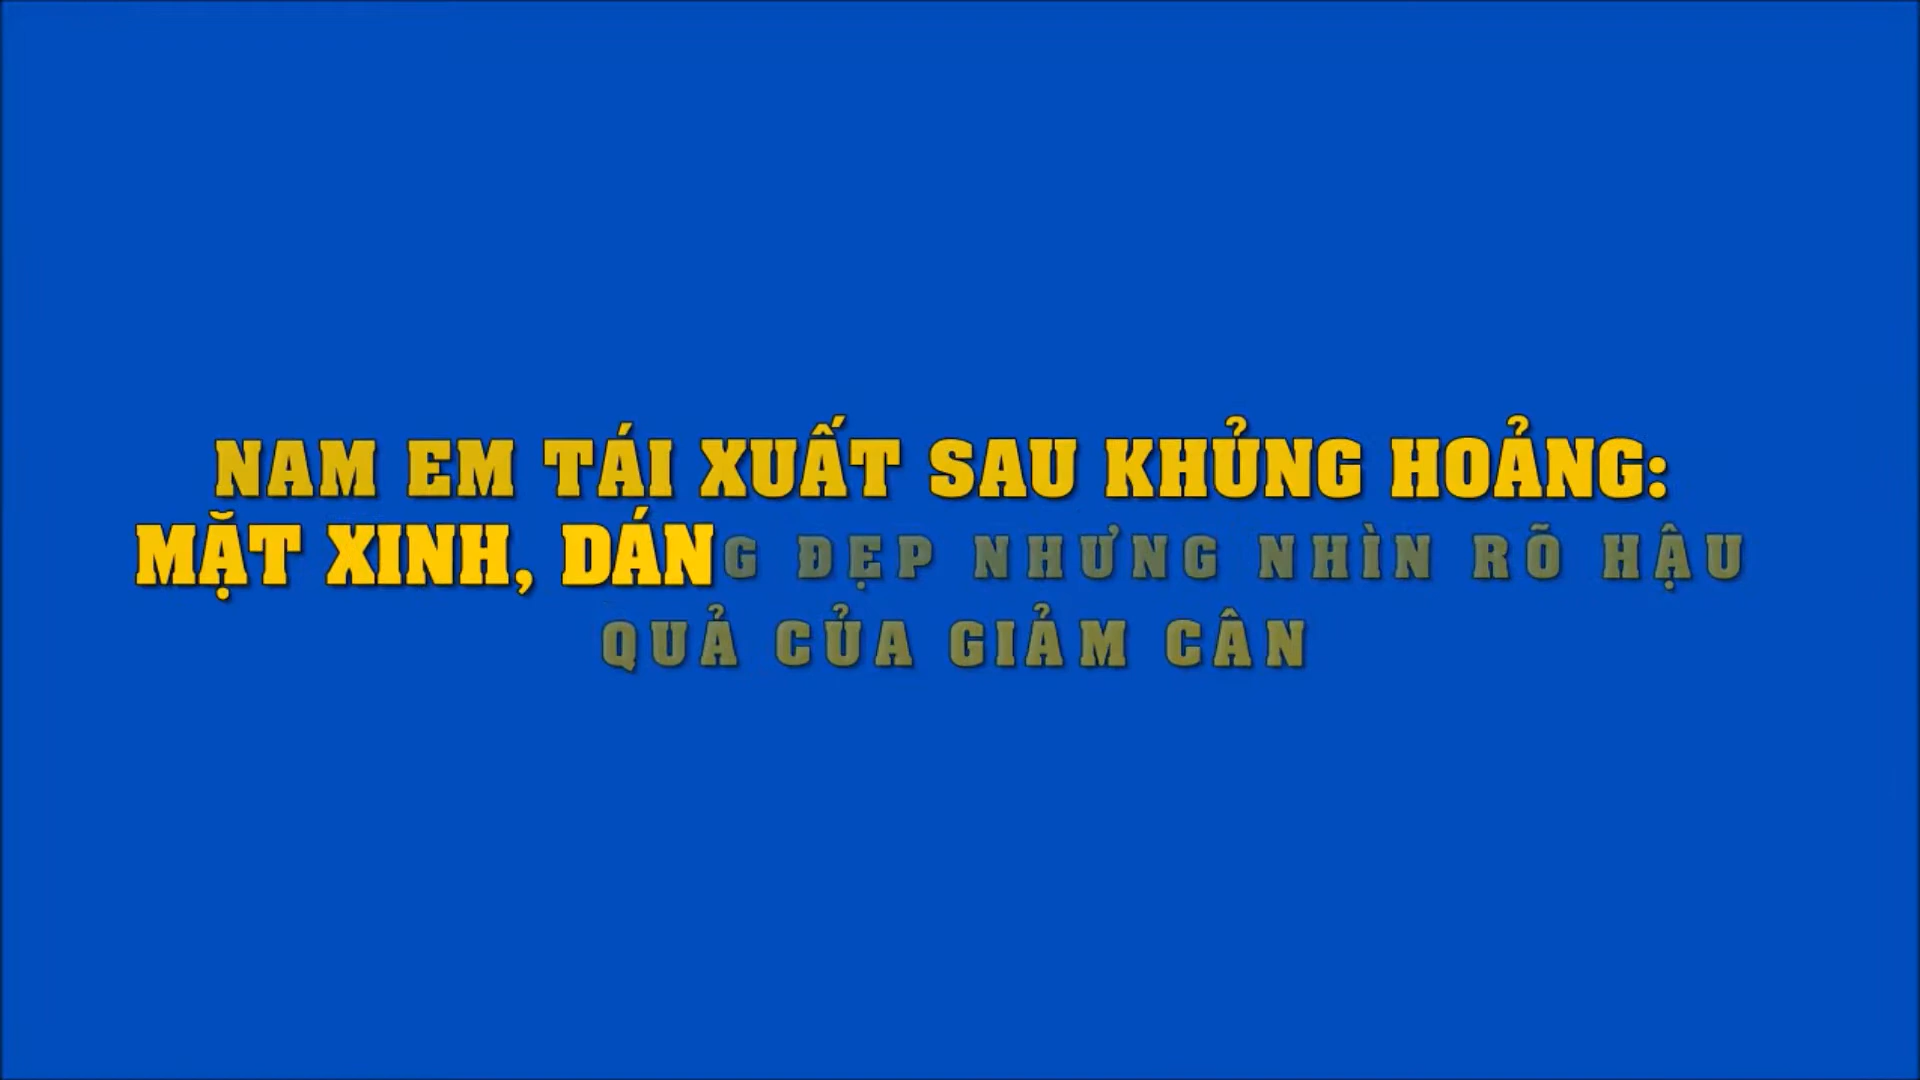 NAM EM TÁI XUẤT SAU KHỦNG HOẢNG:
MẶT XINH, DÁNG ĐẸP NHƯNG NHÌN RÕ HẬU
QUẢ CỦA GIẢM CÂN